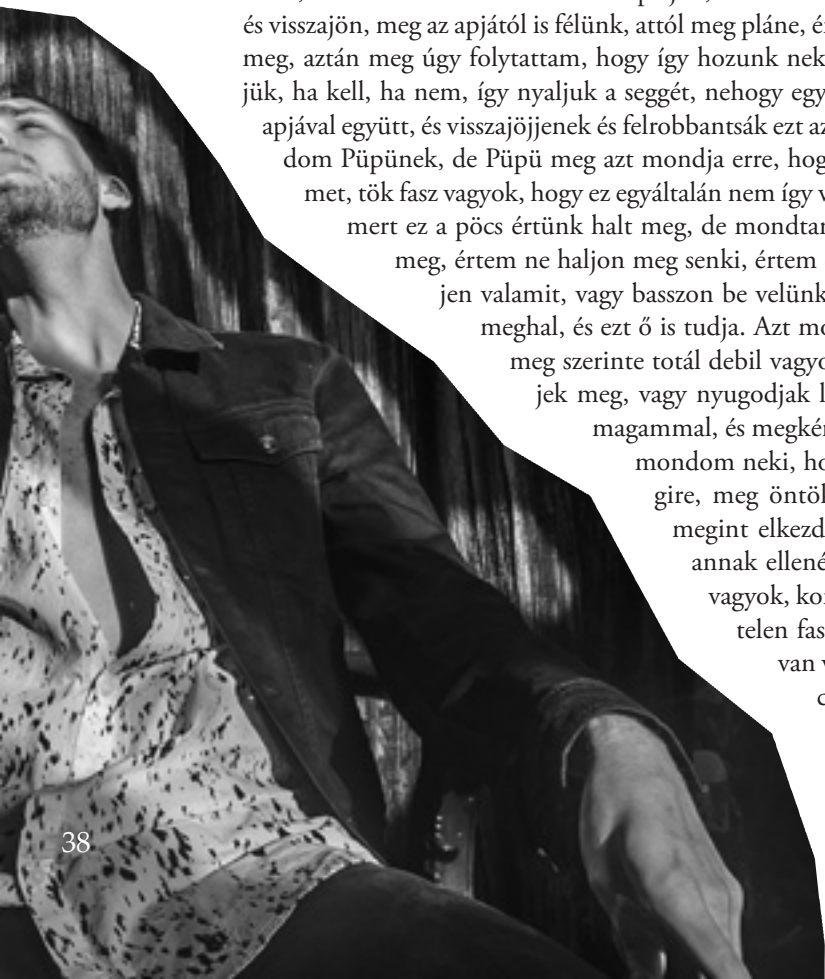 és visszajön, meg az apjától is félünk, attól meg pláne,
meg, aztán meg úgy folytattam, hogy így hozunk nek
jük, ha kell, ha nem, így nyaljuk a seggét, nehogy egy
apjával együtt, és visszajöjjenek és felrobbantsák ezt az
dom Püpünek, de Püpü meg azt mondja erre, hog
met, tök fasz vagyok, hogy ez egyáltalán nem így v
mert ez a pöcs értünk halt meg, de mondtam
meg, értem ne haljon meg senki, értem
jen valamit, vagy basszon be velünk
meghal, és ezt ő is tudja. Azt mo
meg szerinte totál debil vagyo
jek meg, vagy nyugodjak l
magammal, és megkér
mondom neki, ho
gire, meg öntöl
megint elkezd
annak ellené
vagyok, ko
telen fas
van v
38